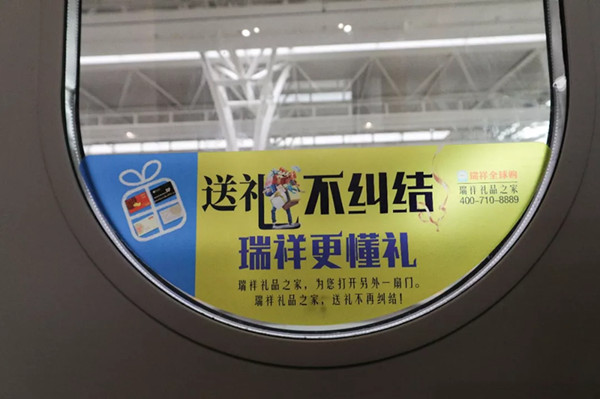 送礼不纠结
瑞祥更懂礼
瑞祥礼品之家，为您打开另外一扇门。
瑞祥礼品之家，送礼不再纠结！
瑞祥全球购
瑞祥礼品之家
400-710-8889